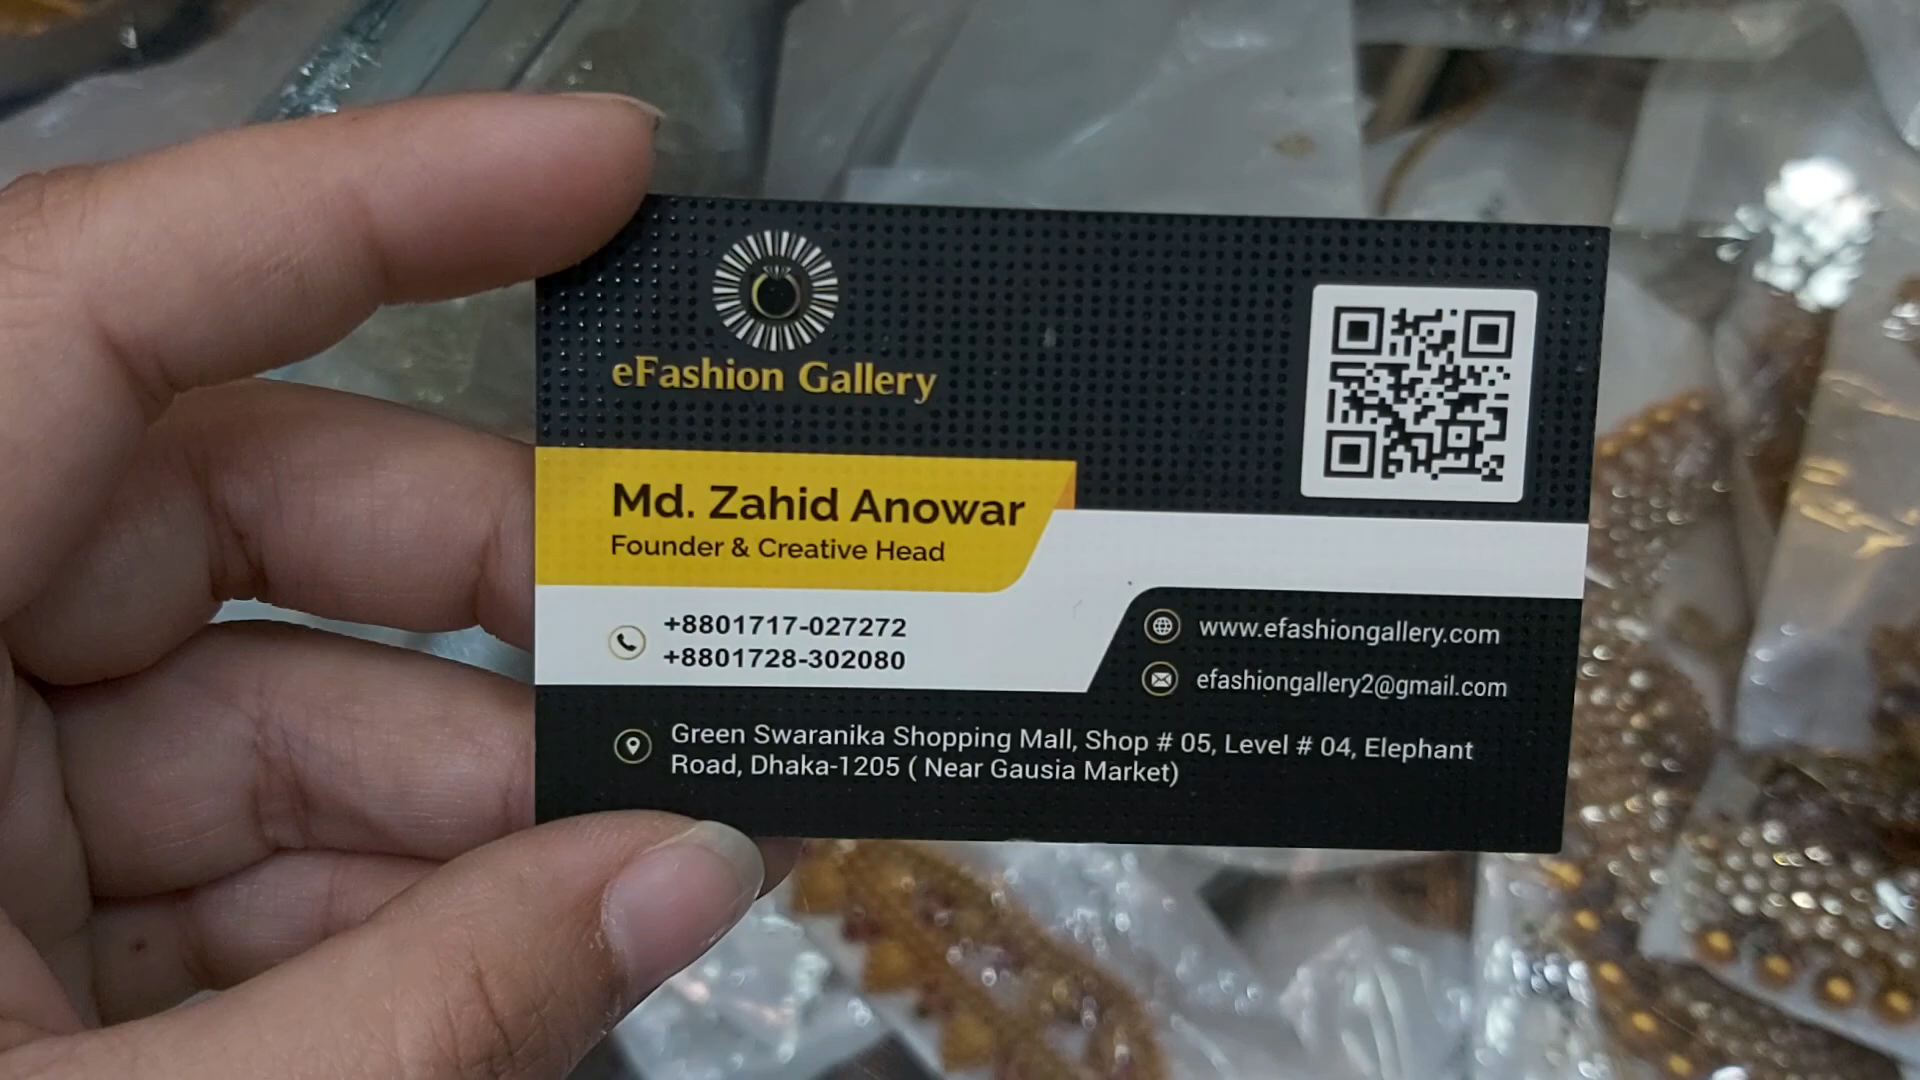 eFashion Gallery
Md. Zahid Anowar
Founder & Creative Head
+8801717-027272
+8801728-302080
www.efashiongallery.com
efashiongallery2@gmail.com
Green Swaranika Shopping Mall, Shop # 05, Level # 04, Elephant
Road, Dhaka-1205 ( Near Gausia Market)